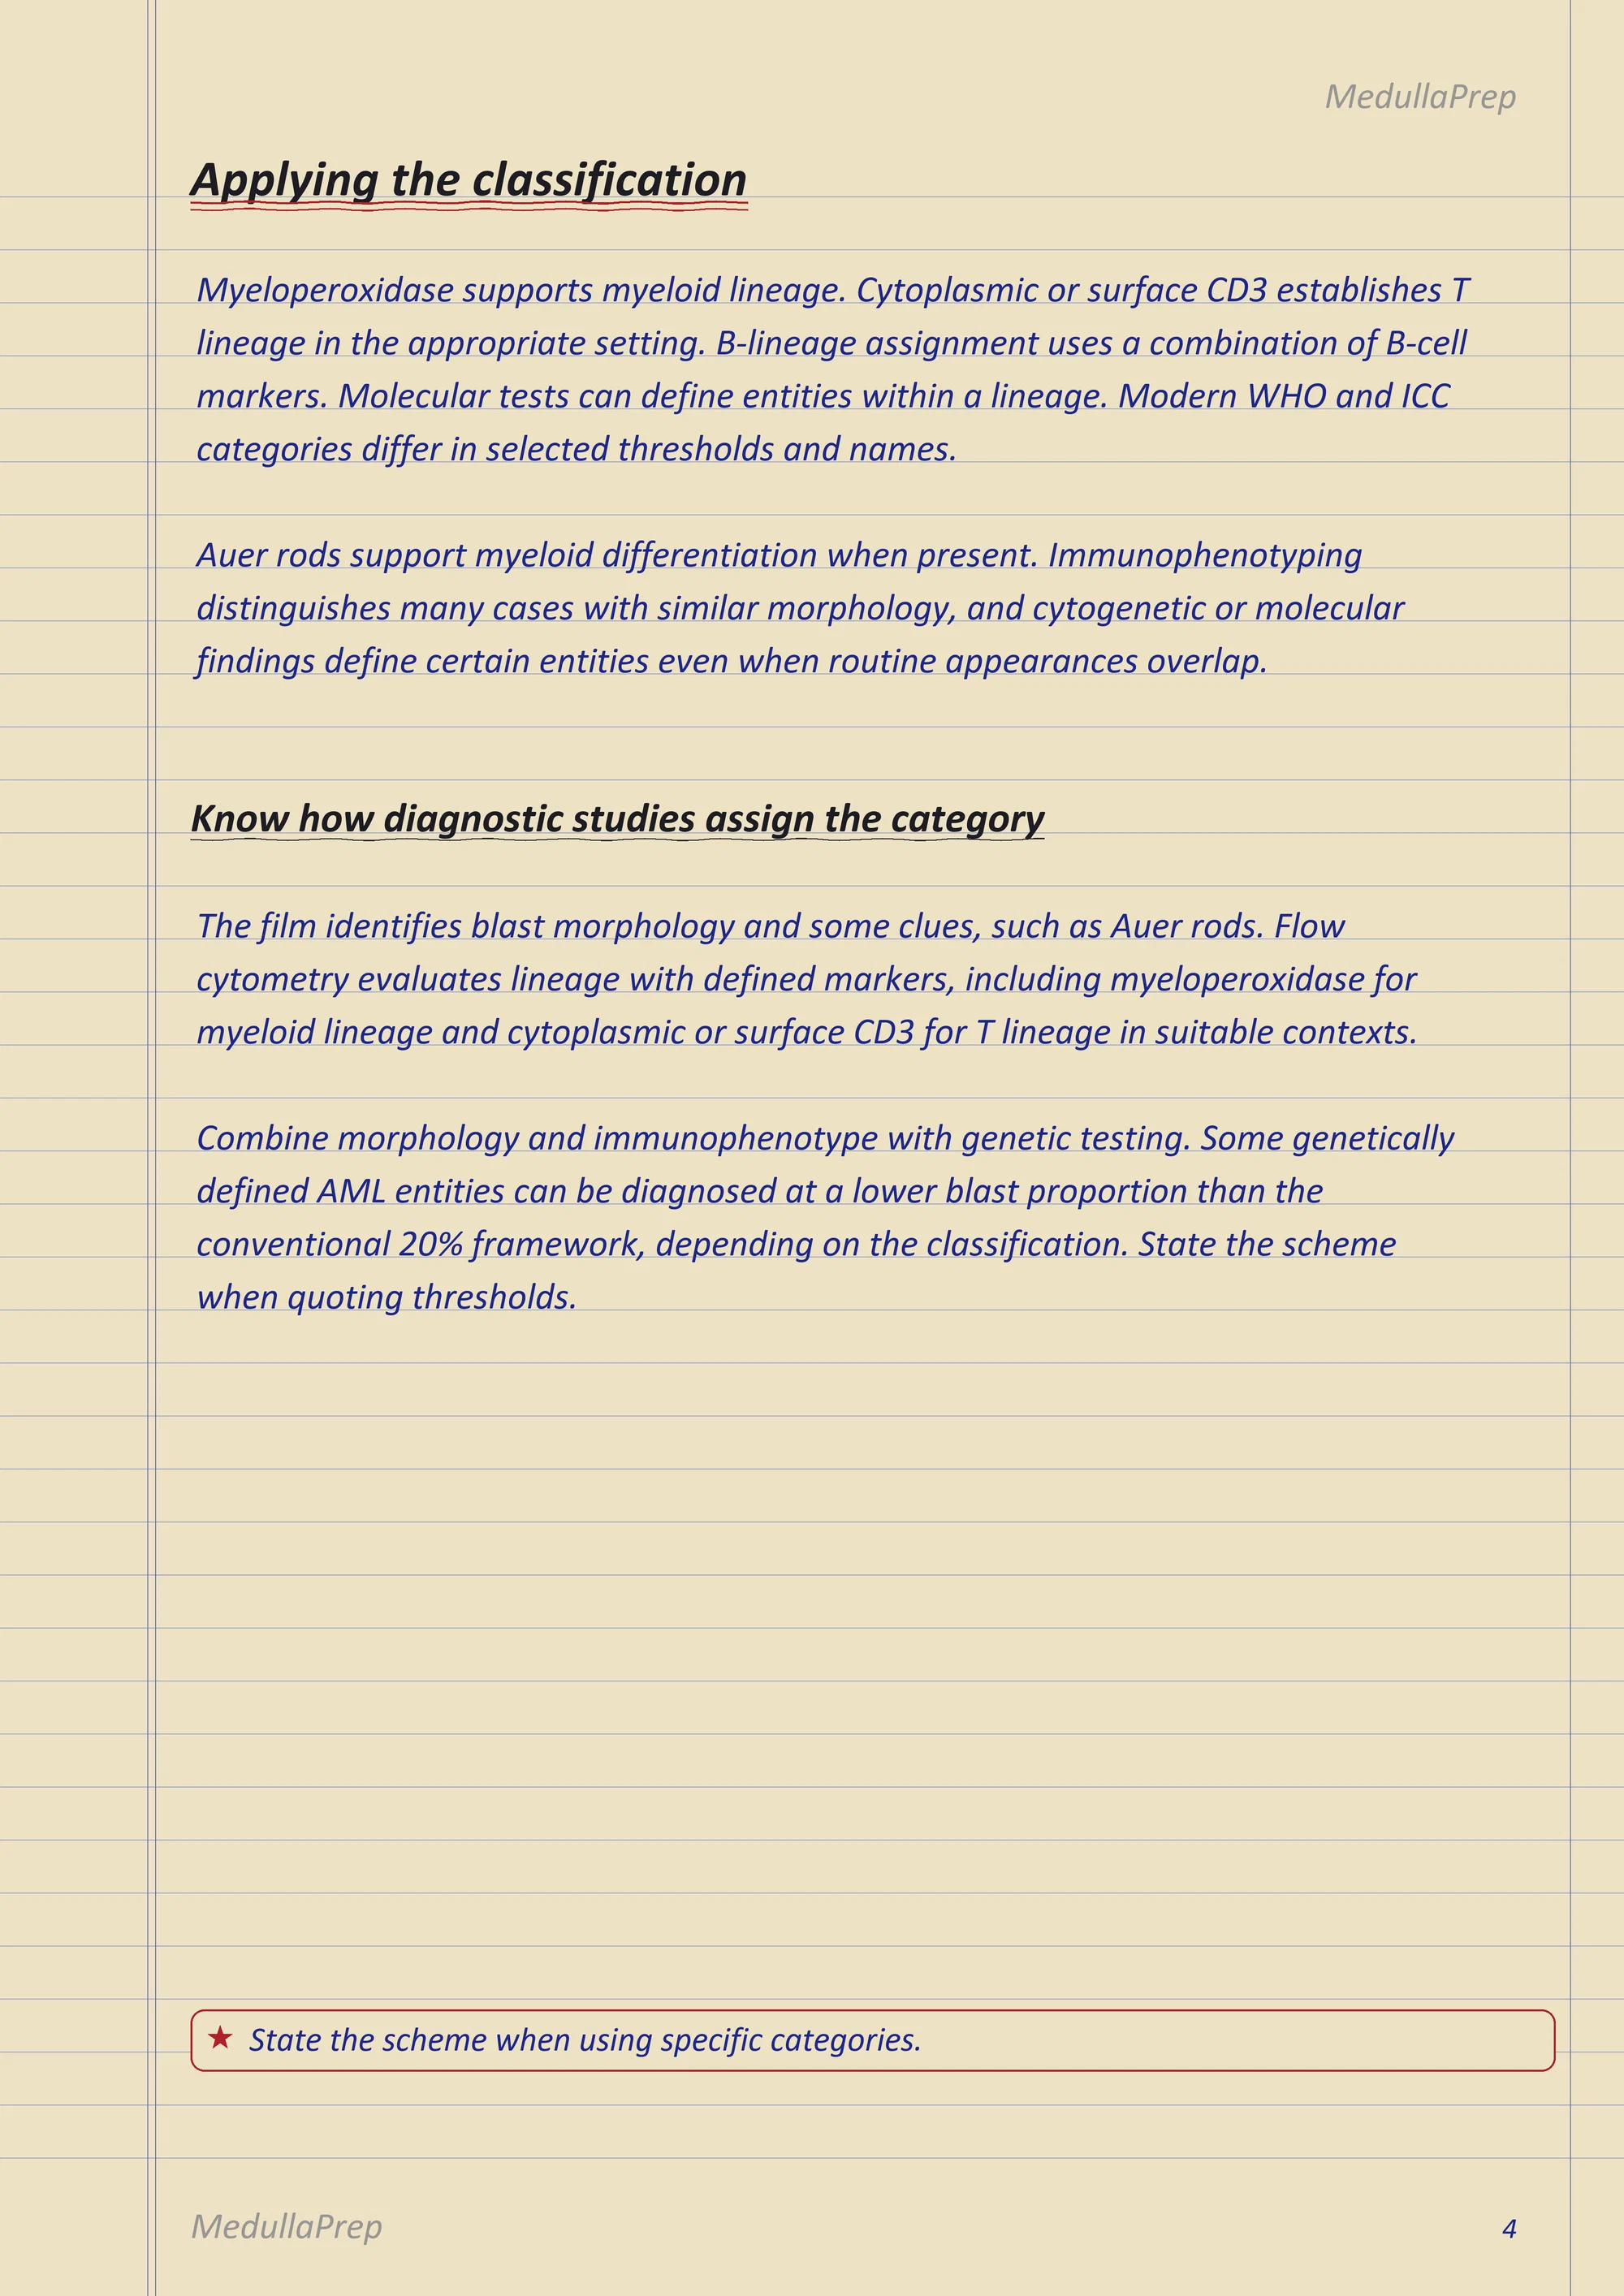 MedullaPrep
Applying the classification
Myeloperoxidase supports myeloid lineage. Cytoplasmic or surface CD3 establishes T
lineage in the appropriate setting. B-lineage assignment uses a combination of B-cell
markers. Molecular tests can define entities within a lineage. Modern WHO and ICC
categories differ in selected thresholds and names.
Auer rods support myeloid differentiation when present. Immunophenotyping
distinguishes many cases with similar morphology, and cytogenetic or molecular
findings define certain entities even when routine appearances overlap.
Know how diagnostic studies assign the category
The film identifies blast morphology and some clues, such as Auer rods. Flow
cytometry evaluates lineage with defined markers, including myeloperoxidase for
myeloid lineage and cytoplasmic or surface CD3 for T lineage in suitable contexts.
Combine morphology and immunophenotype with genetic testing. Some genetically
defined AML entities can be diagnosed at a lower blast proportion than the
conventional 20% framework, depending on the classification. State the scheme
when quoting thresholds.
★ State the scheme when using specific categories.
MedullaPrep
4